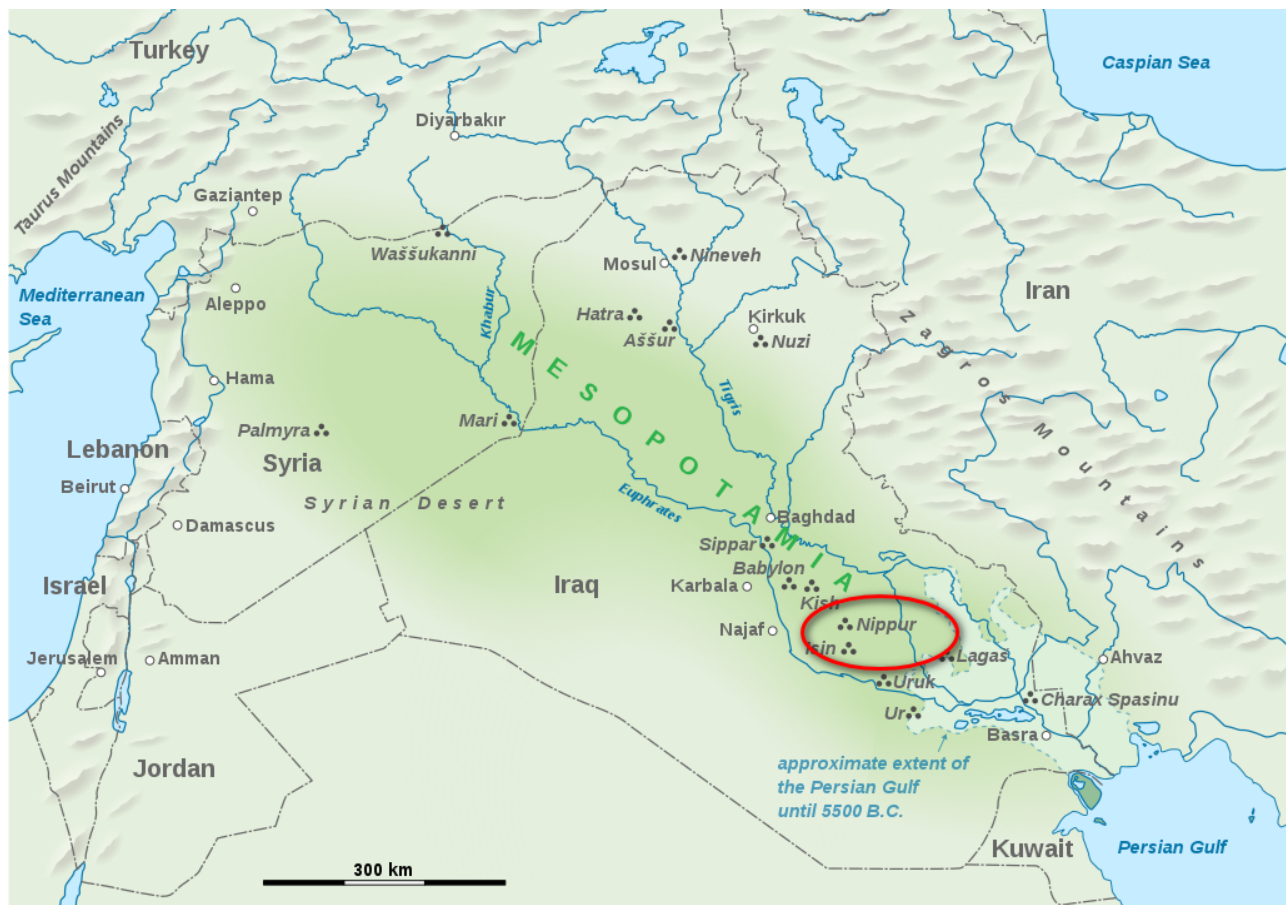 Turkey
Caspian Sea
Diyarbakır
Taurus Mountains
Gaziantep
Waššukanni
Nineveh
Mosul
Mediterranean
Sea
Aleppo
Iran
Khabur
Hatra
Aššur
Kirkuk
Nuzi
Zagros Mountains
MESOPOTAMIA
Hama
Tigris
Mari
Palmyra
Lebanon
Syria
Beirut
Syrian Desert
Euphrates
Damascus
Baghdad
Sippar
Israel
Iraq
Babylon
Karbala
Kish
Nippur
Najaf
Isin
Lagaš
Jerusalem
Amman
Ahvaz
Uruk
Charax Spasinu
Ur
Basra
Jordan
approximate extent of
the Persian Gulf
until 5500 B.C.
Kuwait
Persian Gulf
300 km